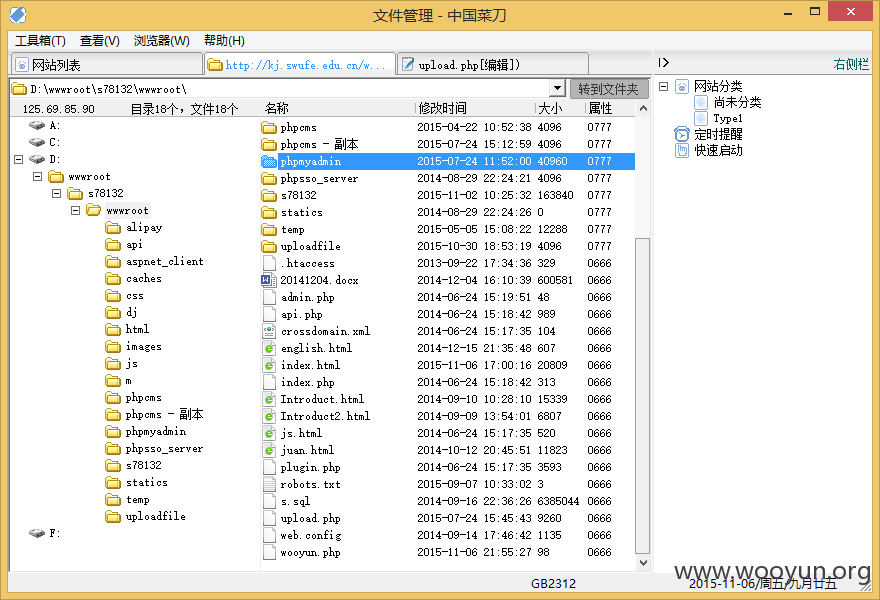 文件管理 - 中国菜刀
工具箱(T) 查看(V) 浏览器(W) 帮助(H)
网站列表 http://kj.swufe.edu.cn/w... upload.php[编辑]) 右侧栏
D:\wwwroot\s78132\wwwroot\ 转到文件夹
125.69.85.90 目录18个，文件18个 名称 修改时间 大小 属性
A:
C:
D:
wwwroot
s78132
wwwroot
alipay
api
aspnet_client
caches
css
dj
html
images
js
m
phpcms
phpcms - 副本
phpmyadmin
phpsso_server
s78132
statics
temp
uploadfile
F:
phpcms 2015-04-22 10:52:38 4096 0777
phpcms - 副本 2015-07-24 15:12:59 4096 0777
phpmyadmin 2015-07-24 11:52:00 40960 0777
phpsso_server 2014-08-29 22:24:21 4096 0777
s78132 2015-11-02 10:25:32 163840 0777
statics 2014-08-29 22:24:26 0 0777
temp 2015-05-05 15:08:22 12288 0777
uploadfile 2015-10-30 18:53:19 4096 0777
.htaccess 2013-09-22 17:34:36 329 0666
20141204.docx 2014-12-04 16:10:39 600581 0666
admin.php 2014-06-24 15:19:51 48 0666
api.php 2014-06-24 15:18:42 989 0666
crossdomain.xml 2014-06-24 15:17:35 104 0666
english.html 2014-12-15 21:35:48 607 0666
index.html 2015-11-06 17:00:16 20809 0666
index.php 2014-06-24 15:18:42 313 0666
Introduct.html 2014-09-10 10:28:10 15339 0666
Introduct2.html 2014-09-09 13:54:01 6807 0666
js.html 2014-06-24 15:17:35 520 0666
juan.html 2014-10-12 20:45:51 11823 0666
plugin.php 2014-06-24 15:17:35 3593 0666
robots.txt 2015-09-07 10:33:02 3 0666
s.sql 2014-09-16 22:36:26 6385044 0666
upload.php 2015-07-24 15:45:43 9260 0666
web.config 2014-09-14 17:46:42 1135 0666
wooyun.php 2015-11-06 21:55:27 98 0666
网站分类
尚未分类
Type1
定时提醒
快速启动
www.wooyun.org
GB2312 2015-11-06/周五/九月廿五